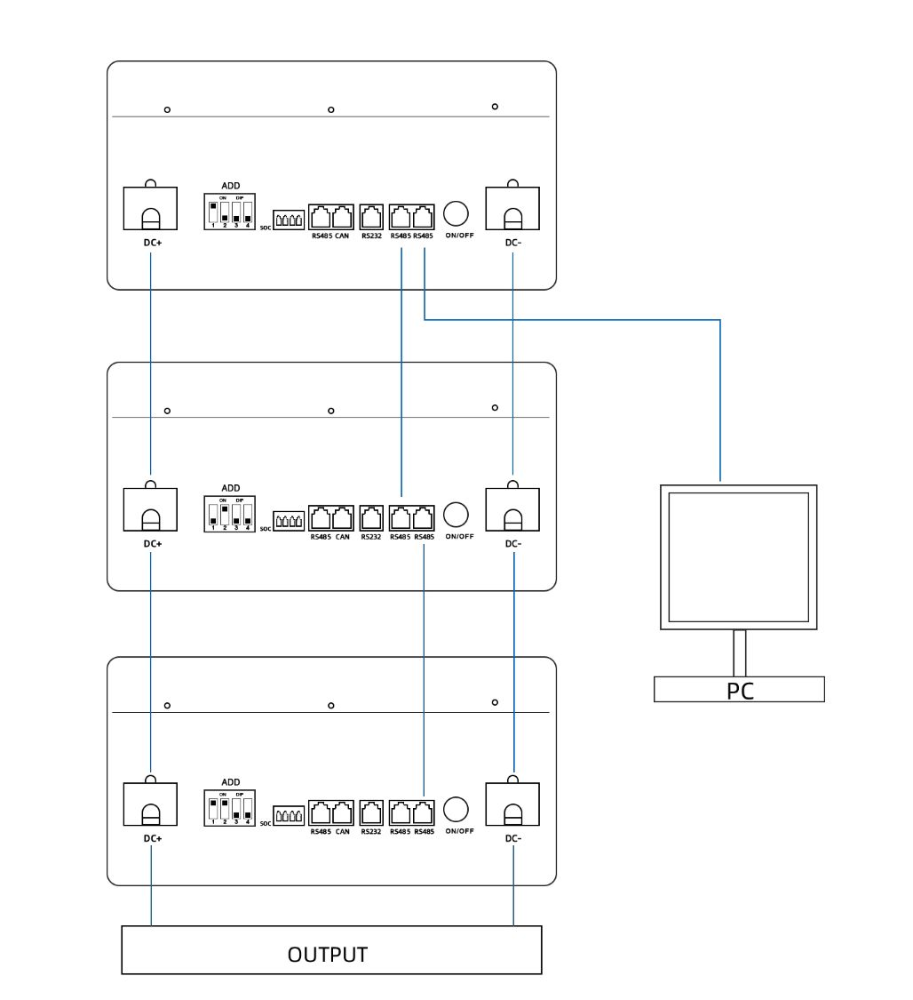 ADD
ON DIP
1 2 3 4
SOC
RS485 CAN RS232 RS485 RS485 ON/OFF
DC+ DC-
ADD
ON DIP
1 2 3 4
SOC
RS485 CAN RS232 RS485 RS485 ON/OFF
DC+ DC-
PC
ADD
ON DIP
1 2 3 4
SOC
RS485 CAN RS232 RS485 RS485 ON/OFF
DC+ DC-
OUTPUT